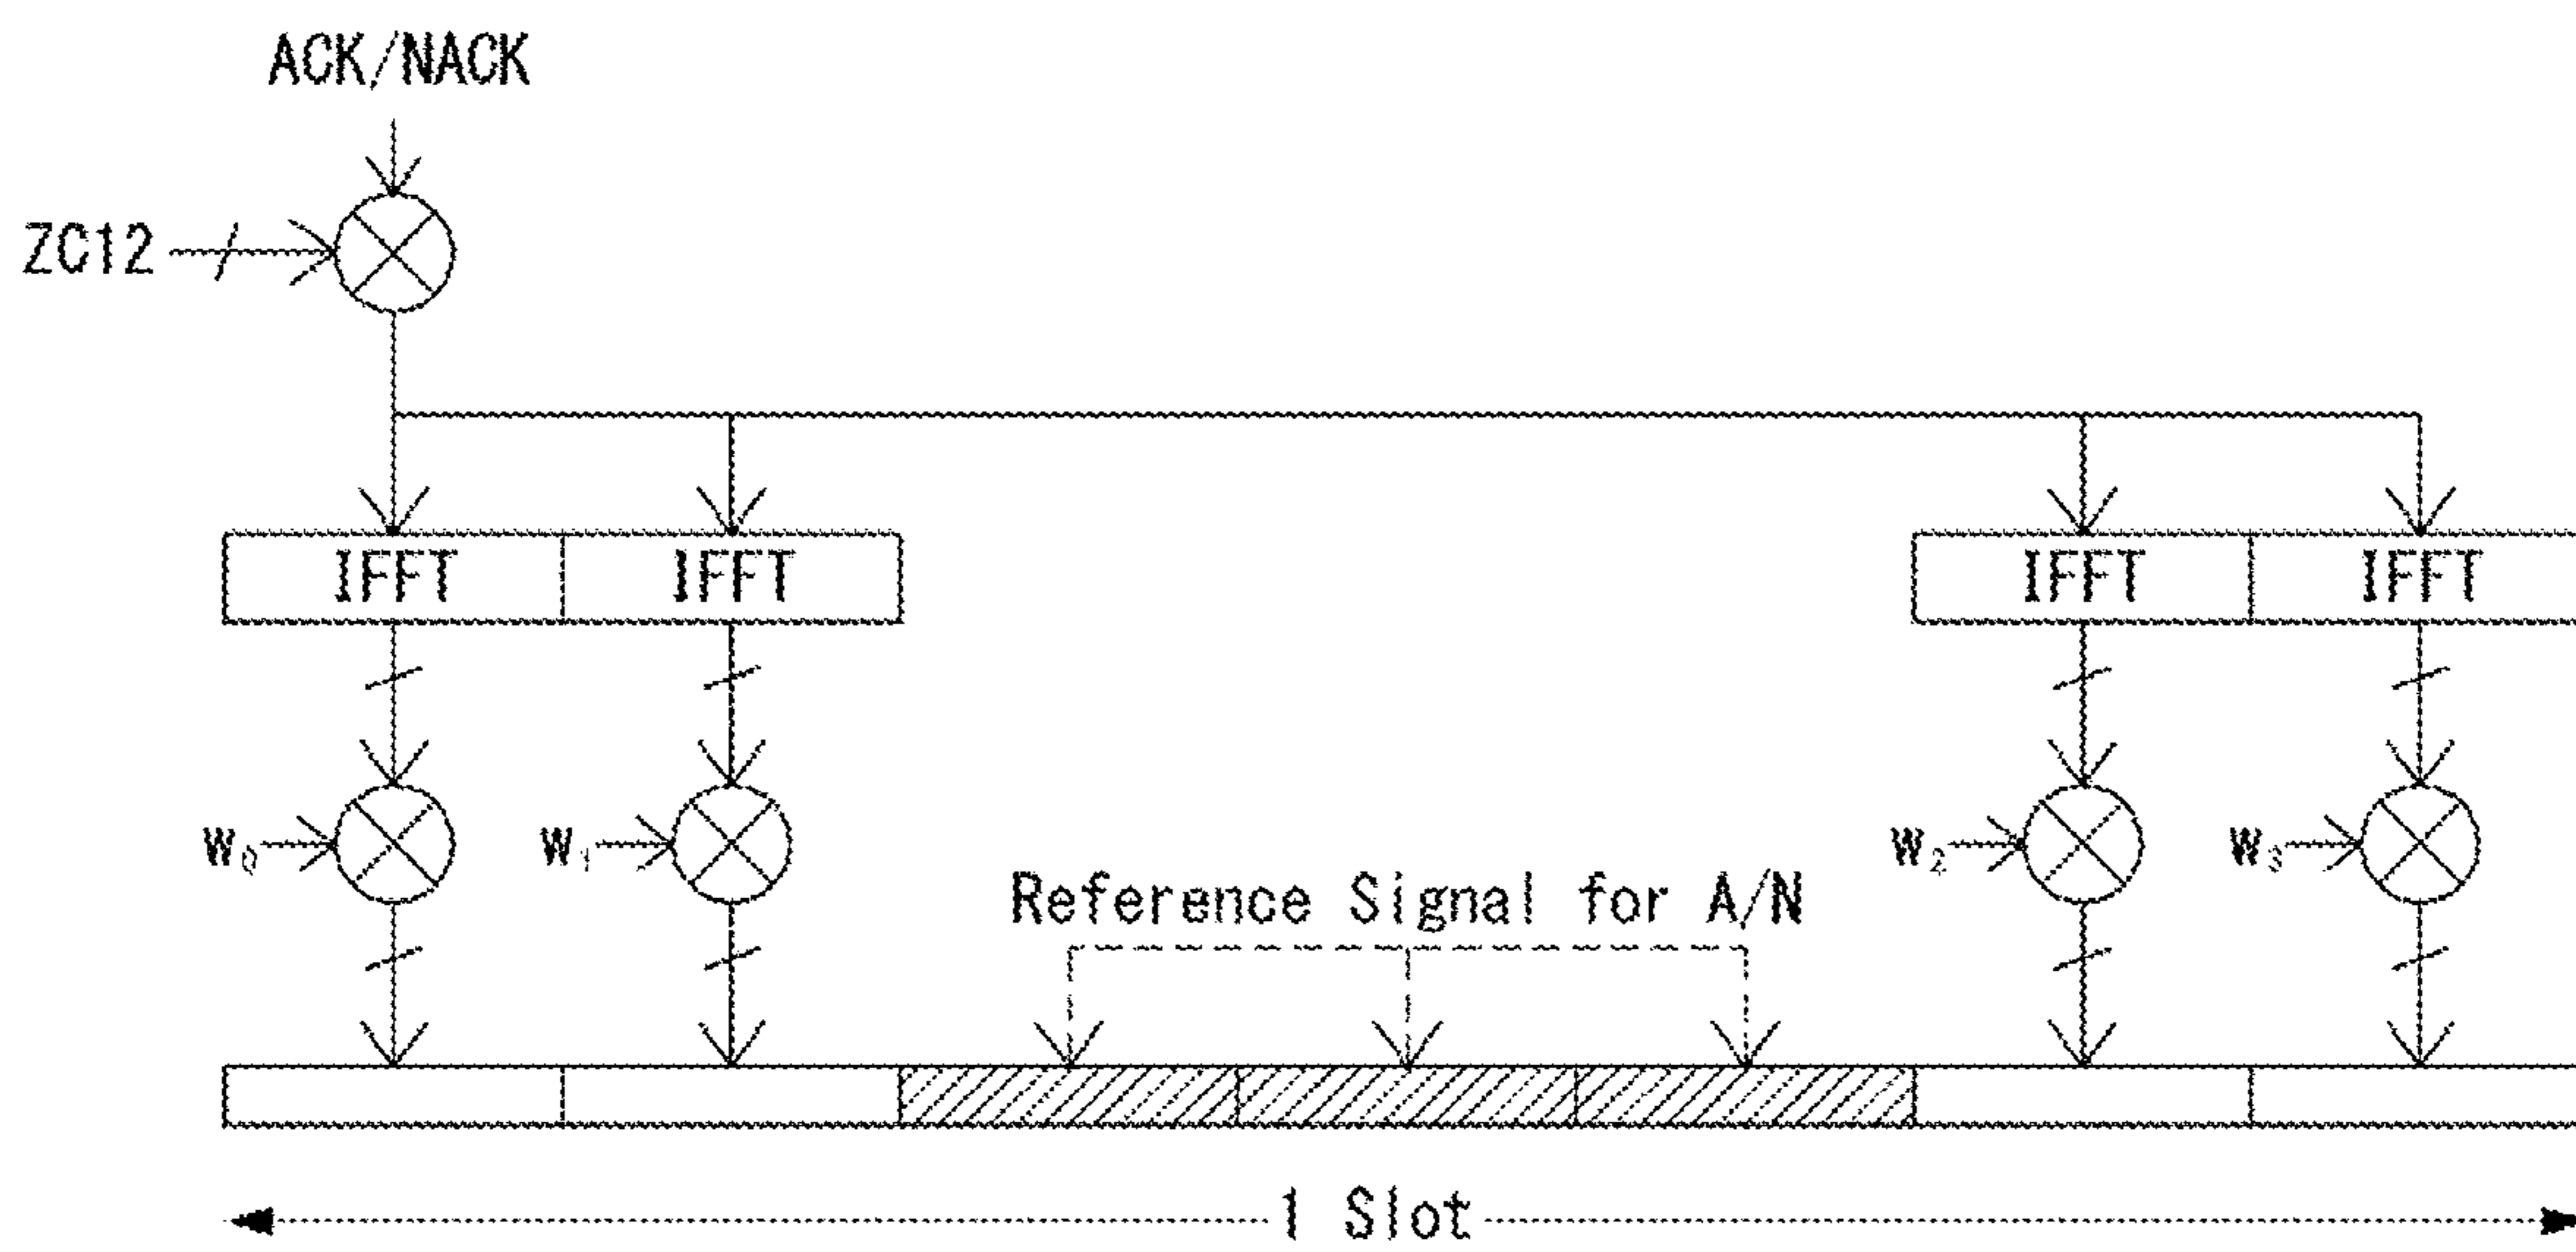 ACK/NACK
ZC12
IFFT IFFT IFFT IFFT
W0 W1 W2 W3
Reference Signal for A/N
1 Slot